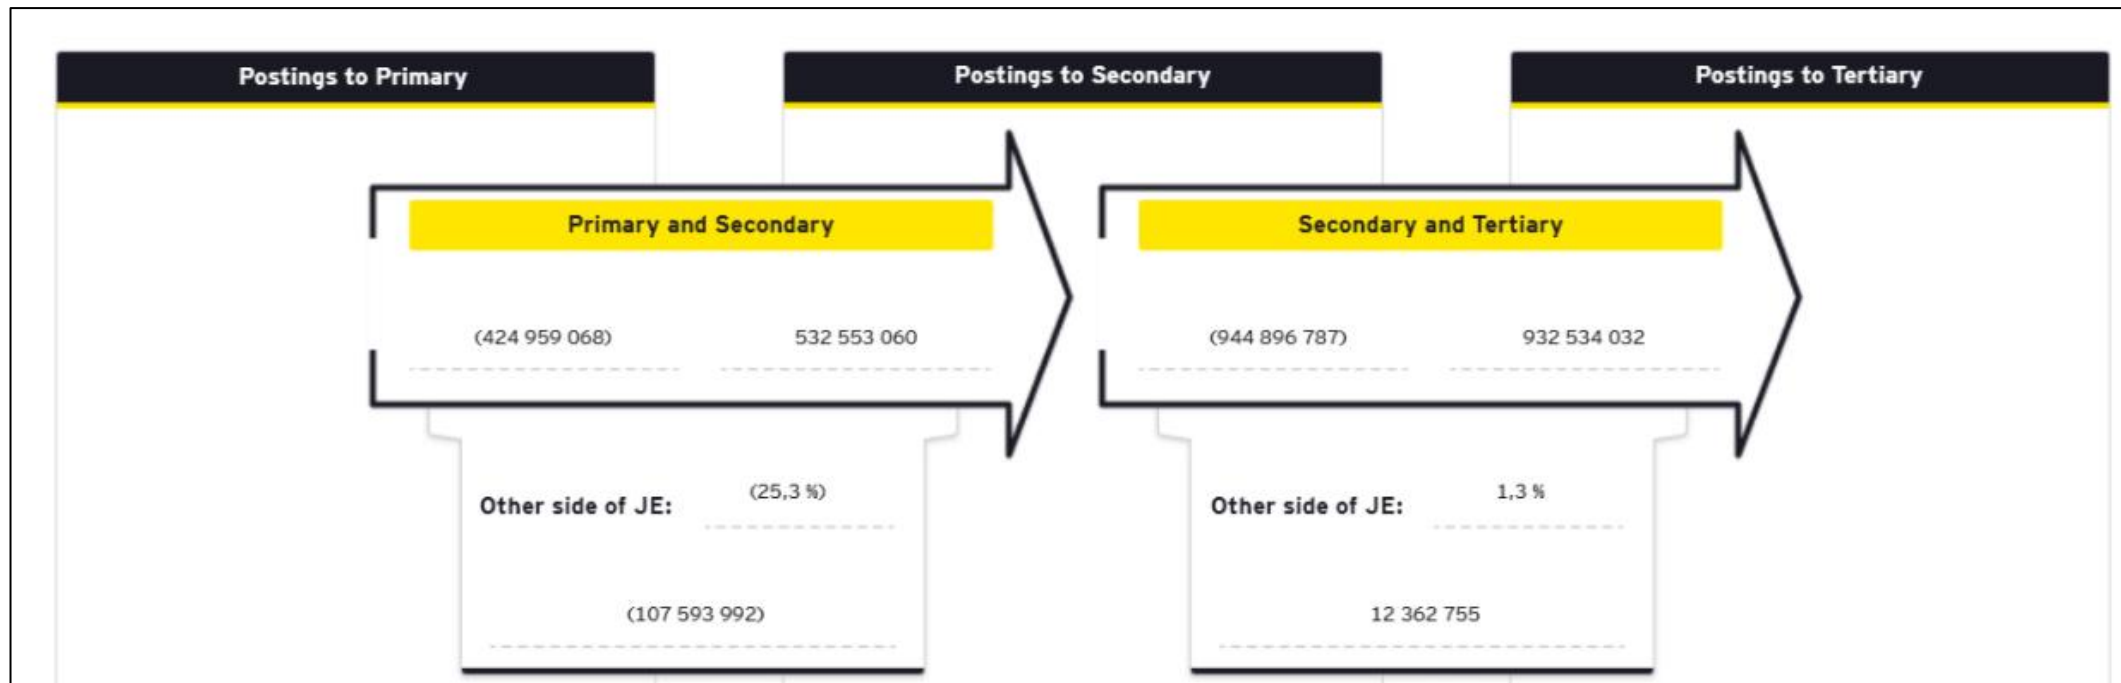 Postings to Primary
Postings to Secondary
Postings to Tertiary
Primary and Secondary
Secondary and Tertiary
(424 959 068)
532 553 060
(944 896 787)
932 534 032
Other side of JE:
(25,3 %)
Other side of JE:
1,3 %
(107 593 992)
12 362 755